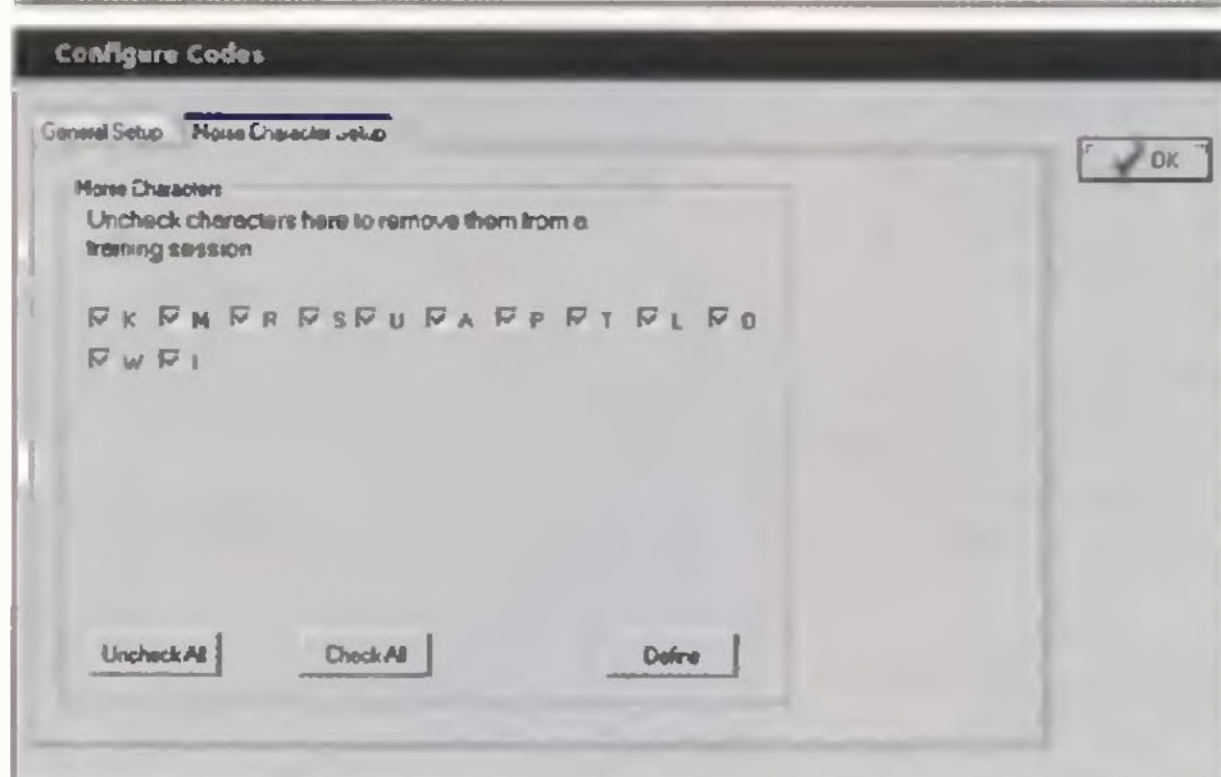 Configure Codes
General Setup Morse Character Setup
OK
Morse Characters
Uncheck characters here to remove them from a
training session
K M R S U A P T L O
W I
Uncheck All Check All Define